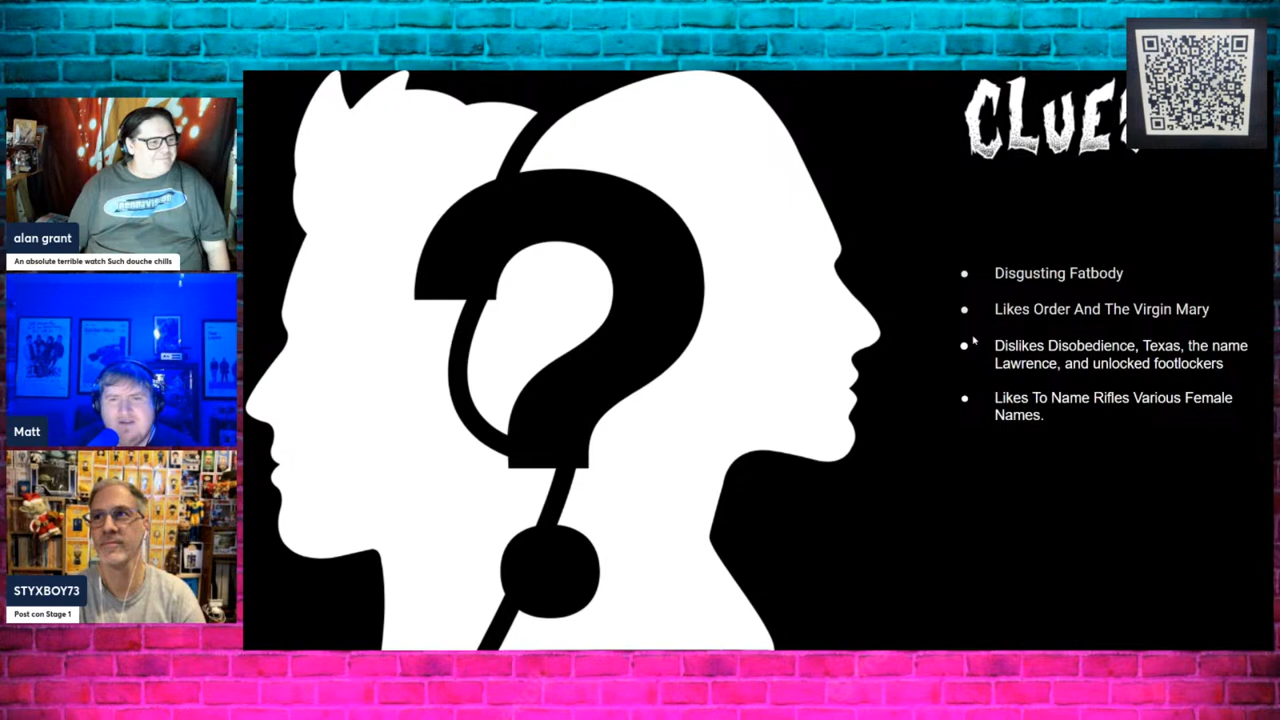 CLUES
alan grant
An absolute terrible watch Such douche chills
Matt
STYXBOY73
Post con Stage 1
Disgusting Fatbody
Likes Order And The Virgin Mary
Dislikes Disobedience, Texas, the name
Lawrence, and unlocked footlockers
Likes To Name Rifles Various Female
Names.